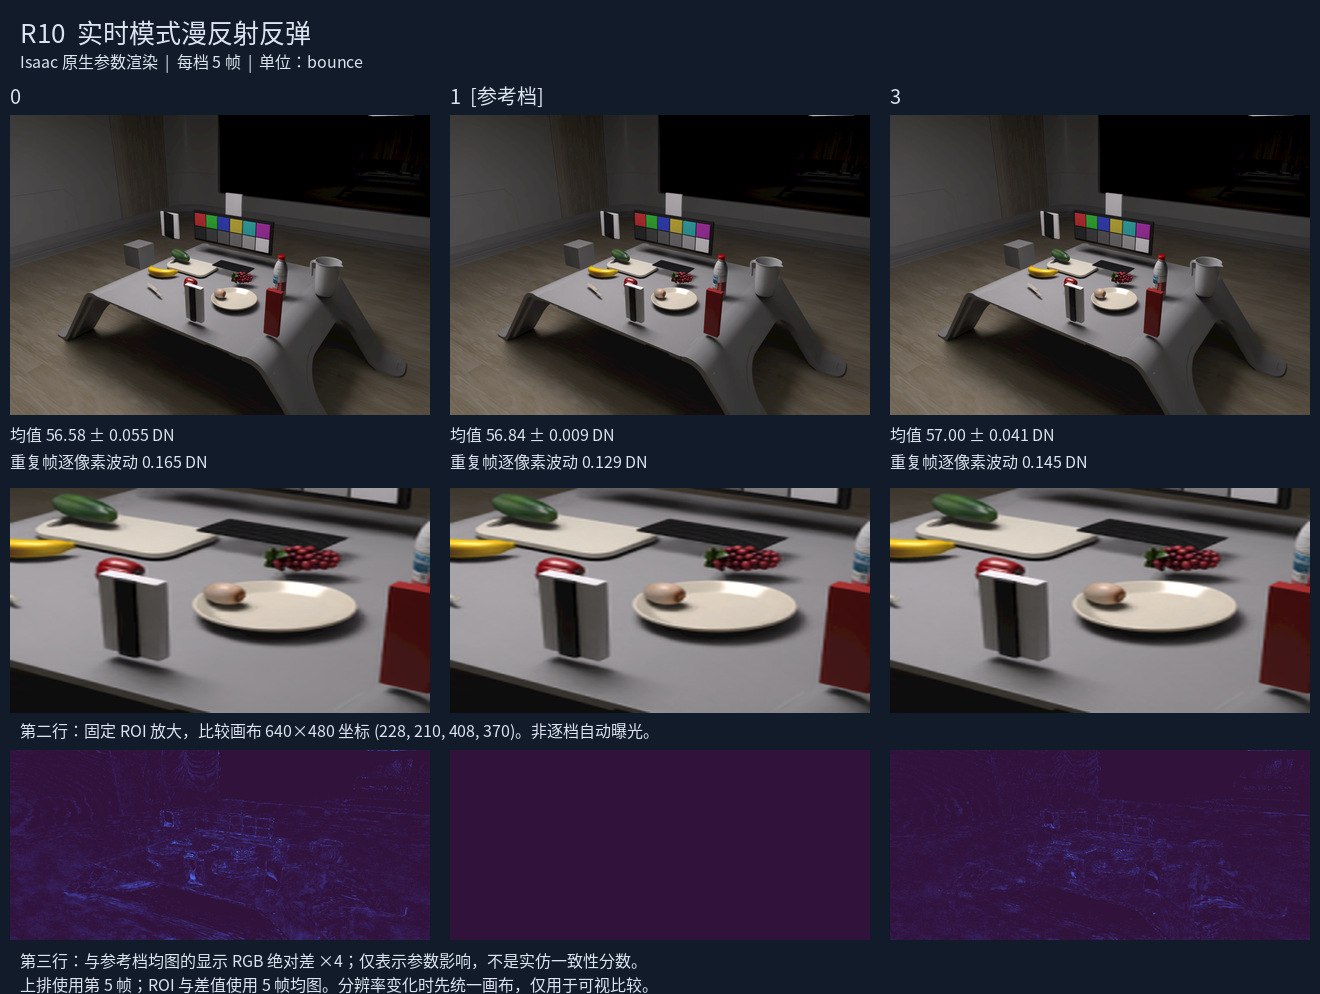 R10 实时模式漫反射反弹
Isaac 原生参数渲染 | 每档 5 帧 | 单位：bounce
0
1 [参考档]
3
均值 56.58 ± 0.055 DN
重复帧逐像素波动 0.165 DN
均值 56.84 ± 0.009 DN
重复帧逐像素波动 0.129 DN
均值 57.00 ± 0.041 DN
重复帧逐像素波动 0.145 DN
第二行：固定 ROI 放大，比较画布 640×480 坐标 (228, 210, 408, 370)。非逐档自动曝光。
第三行：与参考档均图的显示 RGB 绝对差 ×4；仅表示参数影响，不是实仿一致性分数。
上排使用第 5 帧；ROI 与差值使用 5 帧均图。分辨率变化时先统一画布，仅用于可视比较。